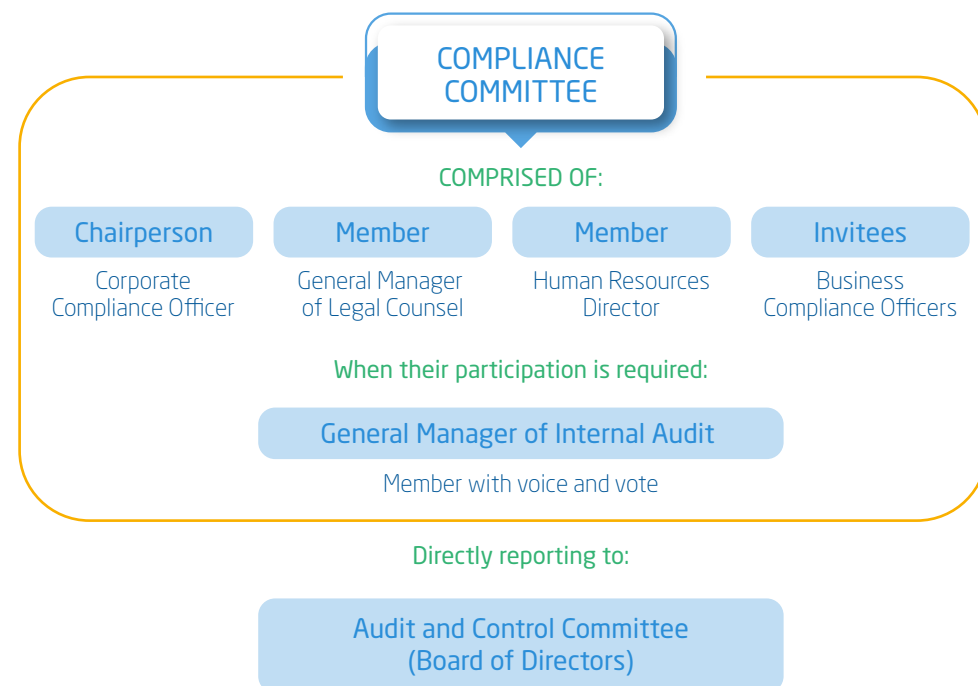 COMPLIANCE
COMMITTEE
COMPRISED OF:
Chairperson
Corporate
Compliance Officer
Member
General Manager
of Legal Counsel
Member
Human Resources
Director
Invitees
Business
Compliance Officers
When their participation is required:
General Manager of Internal Audit
Member with voice and vote
Directly reporting to:
Audit and Control Committee
(Board of Directors)